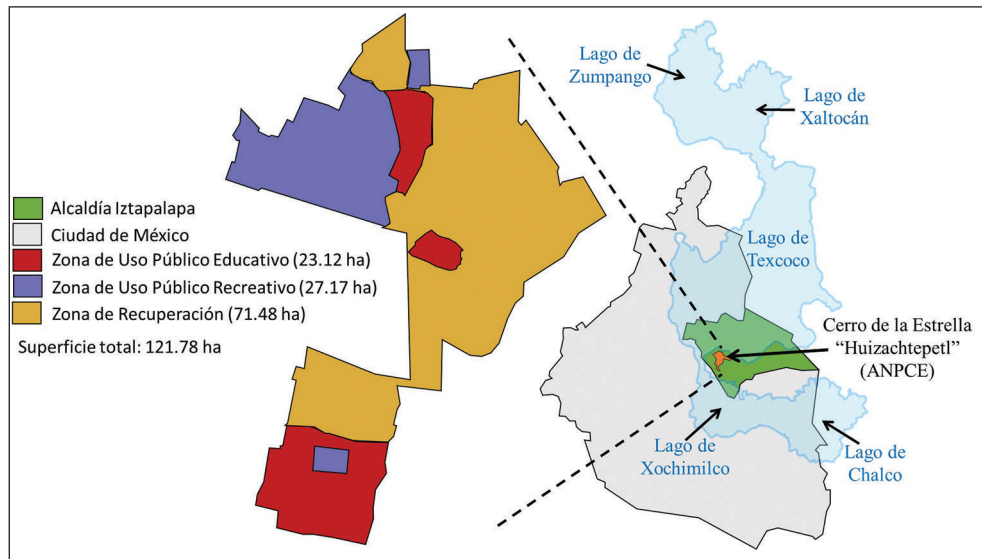 Lago de
Zumpango
Lago de
Xaltocán
Alcaldía Iztapalapa
Ciudad de México
Zona de Uso Público Educativo (23.12 ha)
Zona de Uso Público Recreativo (27.17 ha)
Zona de Recuperación (71.48 ha)
Superficie total: 121.78 ha
Lago de
Texcoco
Cerro de la Estrella
“Huizachtepetl”
(ANPCE)
Lago de
Xochimilco
Lago de
Chalco